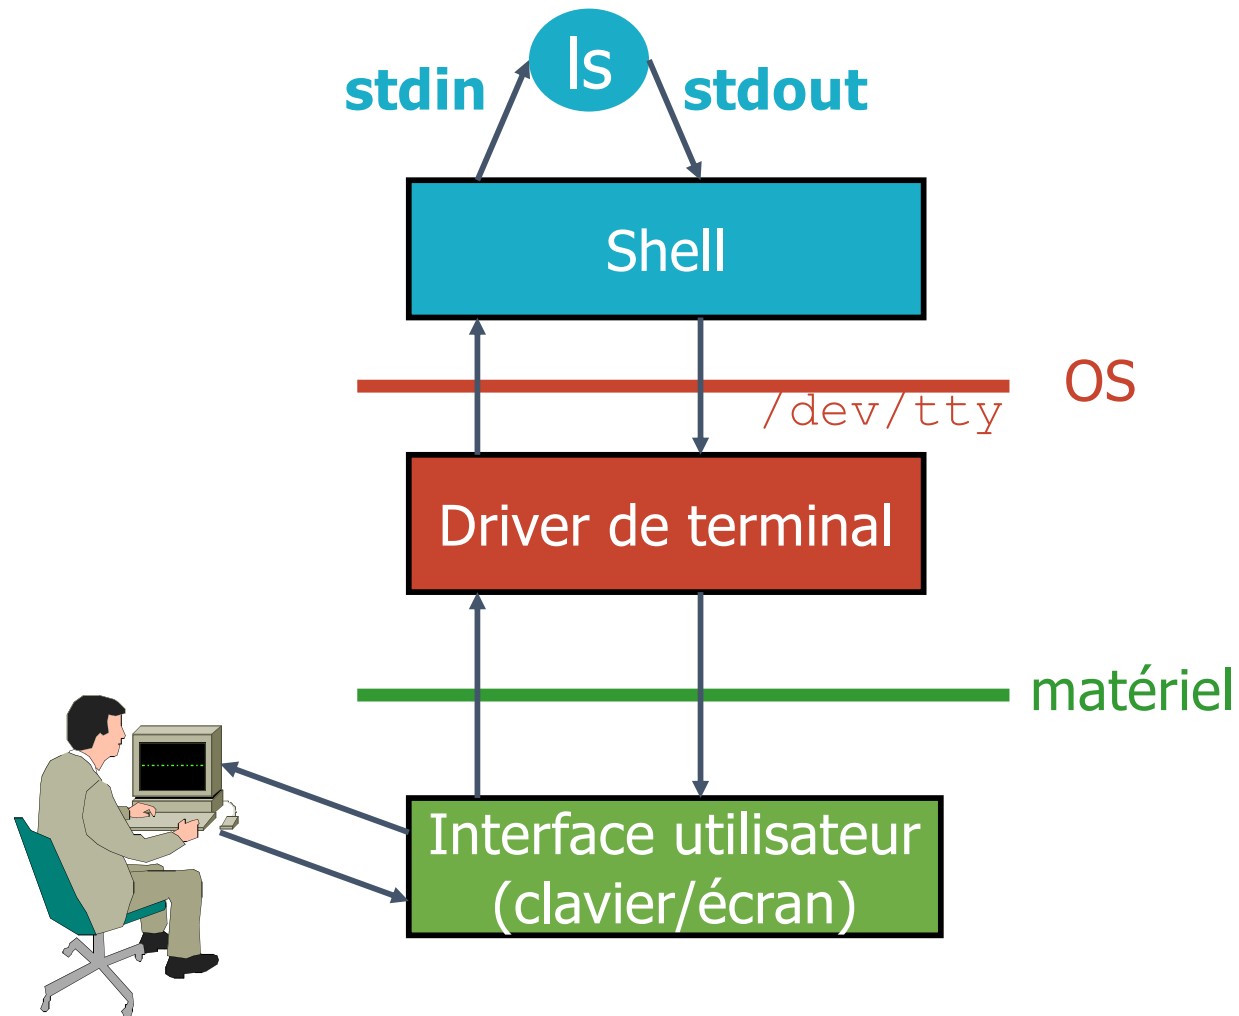 ls
stdin
stdout
Shell
OS
/dev/tty
Driver de terminal
matériel
Interface utilisateur
(clavier/écran)